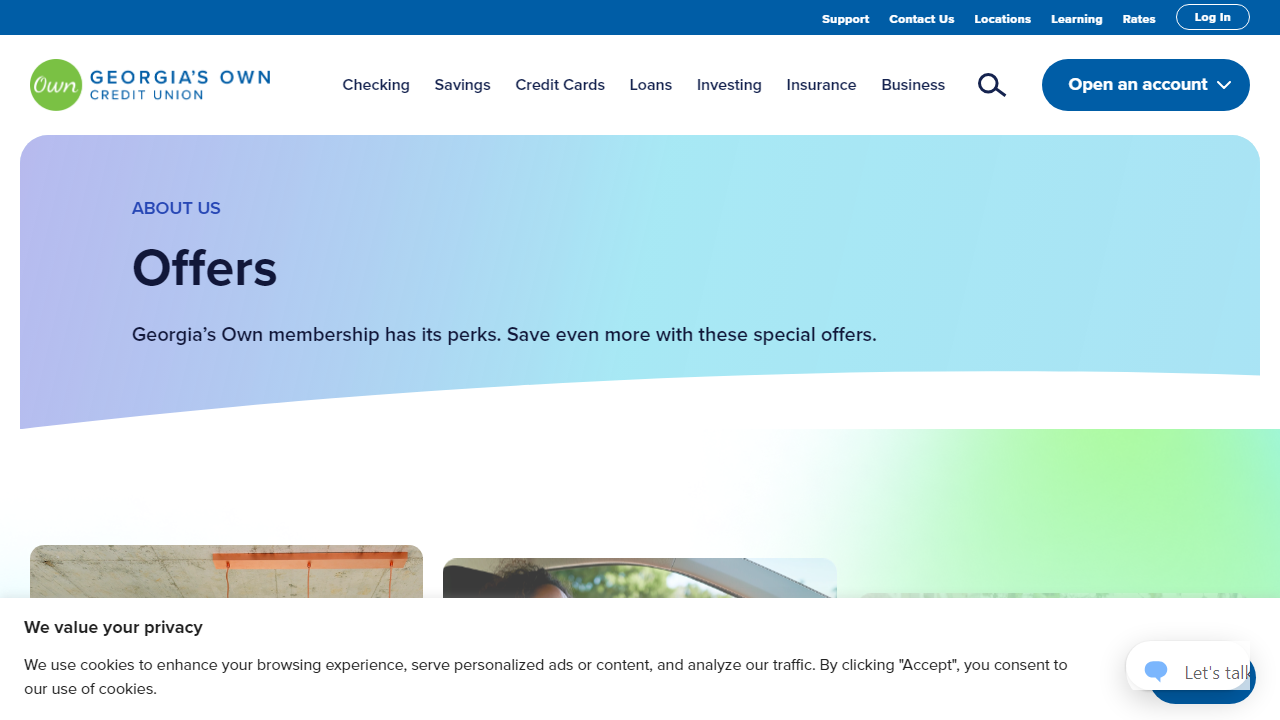 Support Contact Us Locations Learning Rates Log In
Own GEORGIA'S OWN
CREDIT UNION
Checking Savings Credit Cards Loans Investing Insurance Business Open an account
ABOUT US
Offers
Georgia’s Own membership has its perks. Save even more with these special offers.
We value your privacy
We use cookies to enhance your browsing experience, serve personalized ads or content, and analyze our traffic. By clicking "Accept", you consent to
our use of cookies.
Let's talk